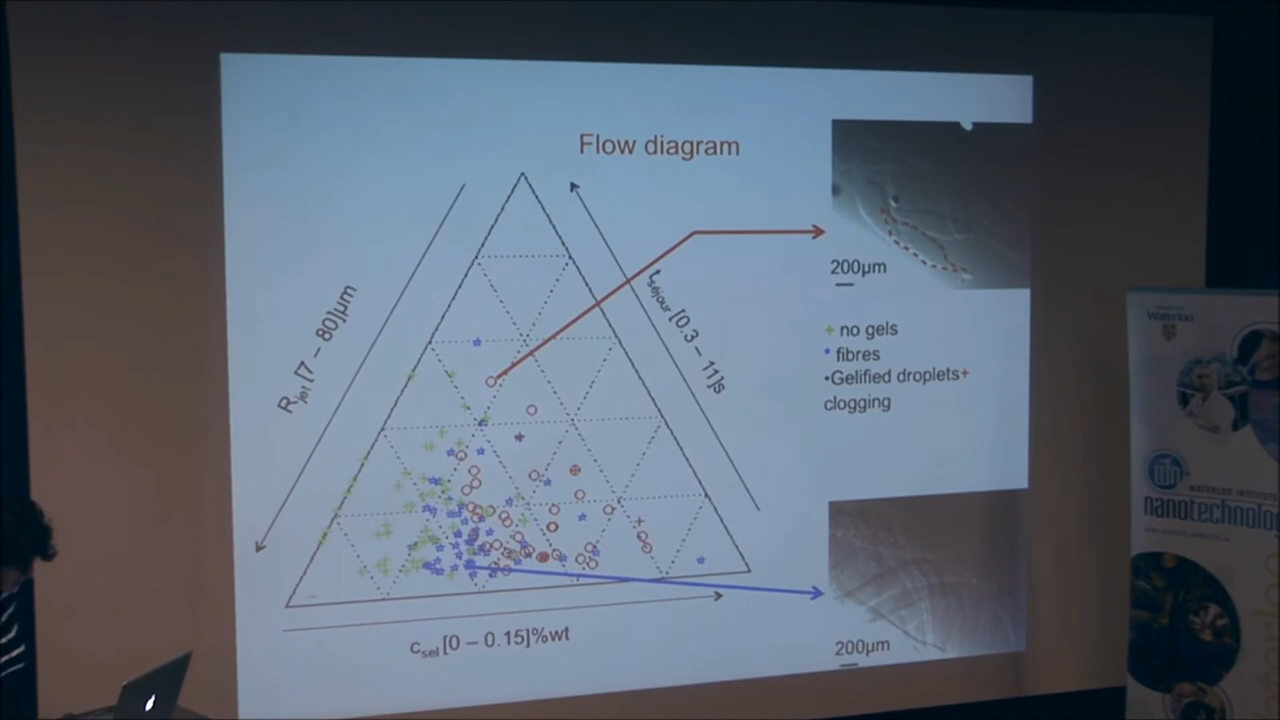 Flow diagram
R_jet [7 – 80]µm
t_séjour [0.3 – 11]s
c_sel [0 – 0.15]%wt
200µm
+ no gels
* fibres
•Gelified droplets+
clogging
200µm
Waterloo
WATERLOO INSTITUTE
nanotechnolo